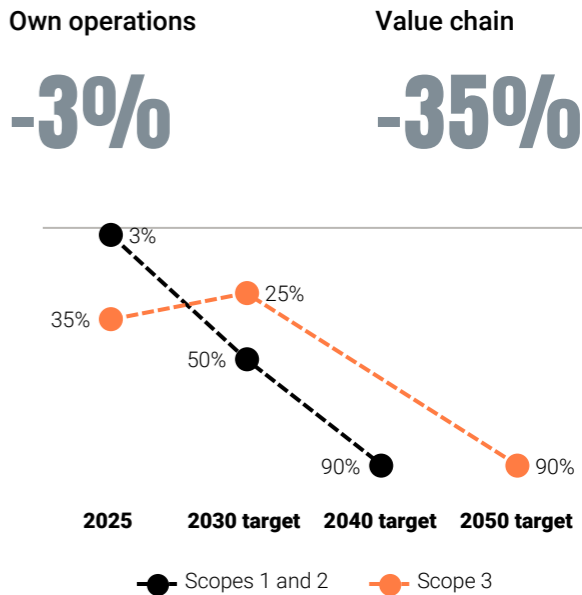 Own operations
Value chain
-3%
-35%
3%
35%
25%
50%
90%
90%
2025
2030 target
2040 target
2050 target
Scopes 1 and 2
Scope 3